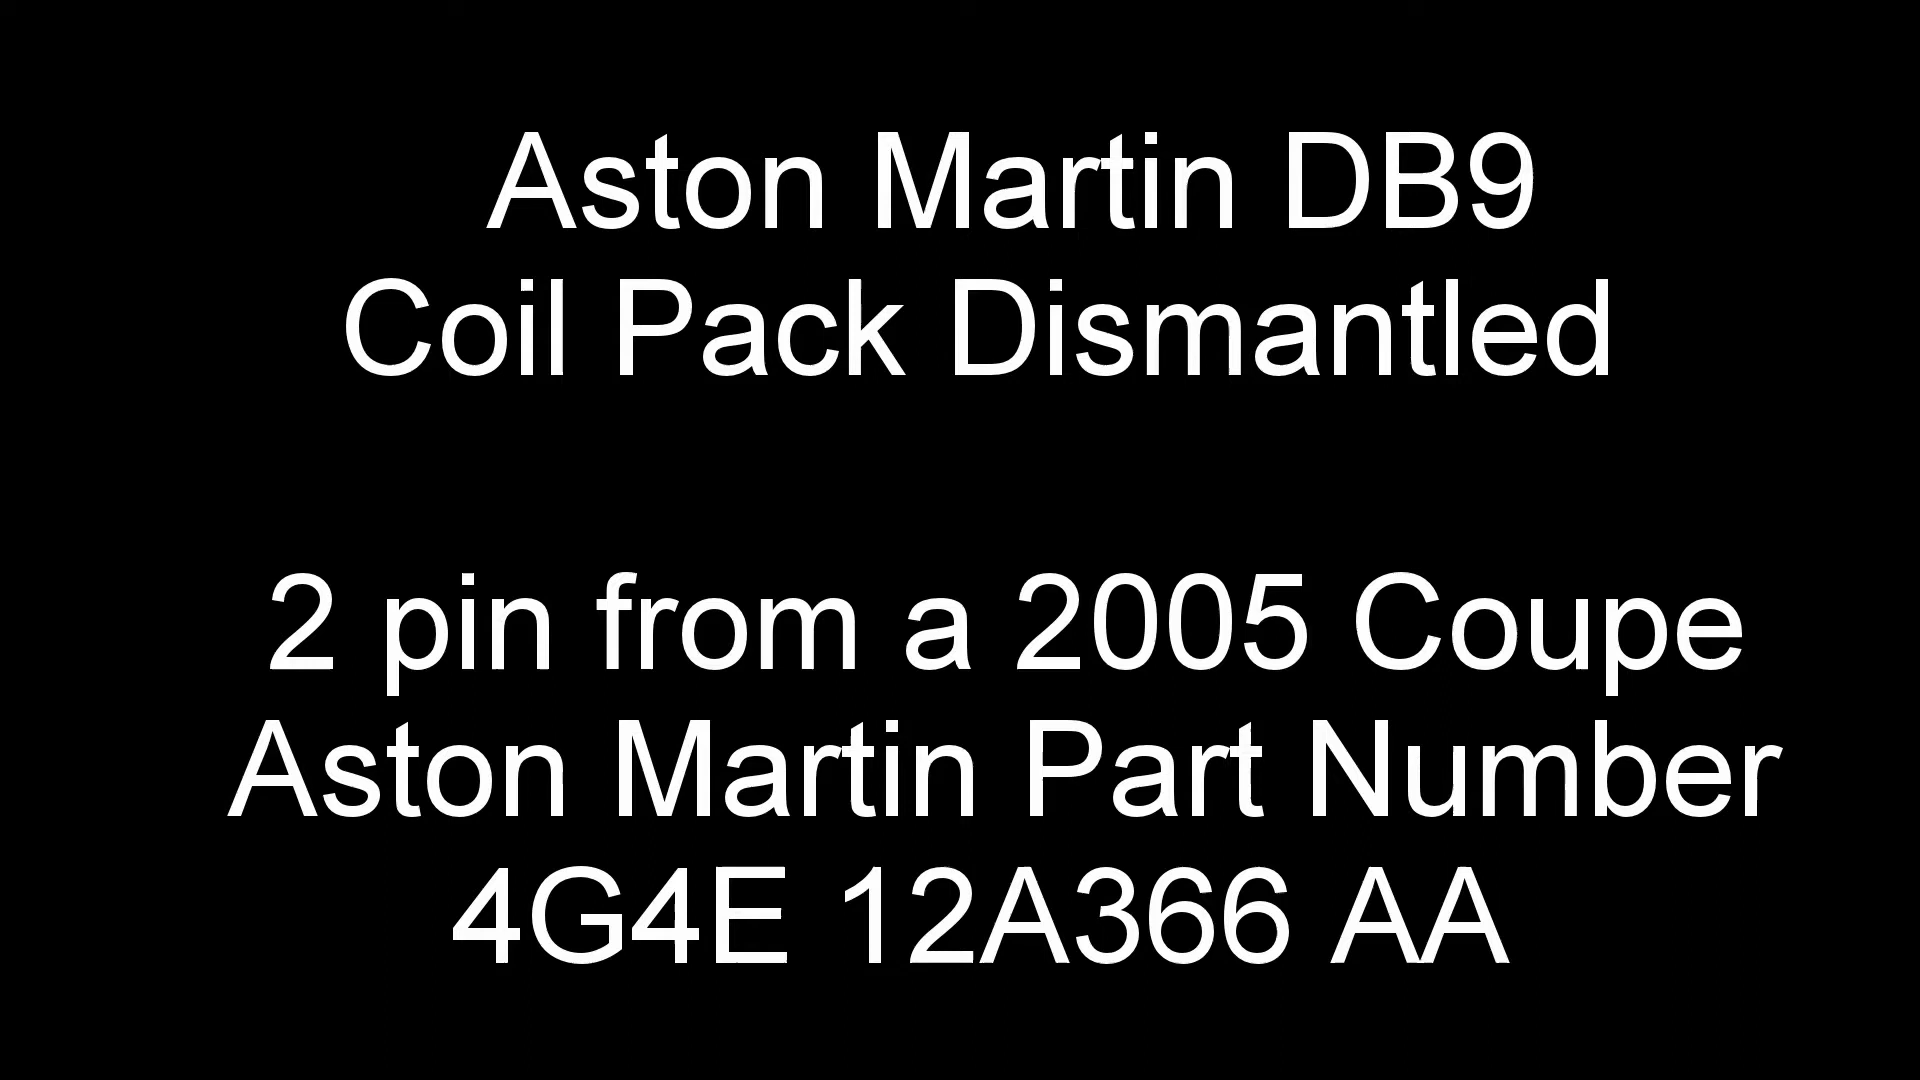 Aston Martin DB9
Coil Pack Dismantled
2 pin from a 2005 Coupe
Aston Martin Part Number
4G4E 12A366 AA